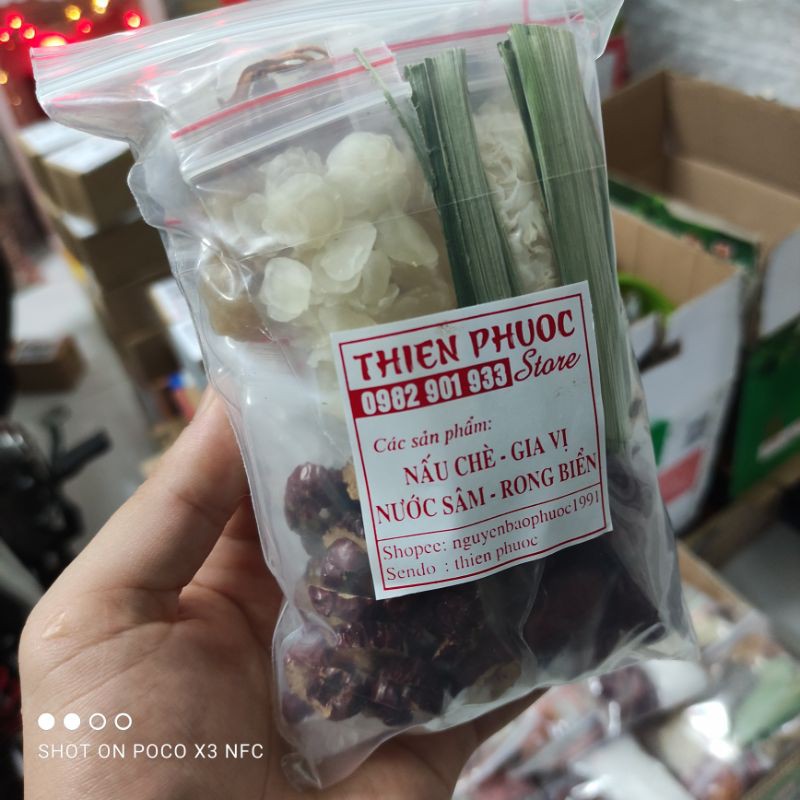 THIEN PHUOC
0982 901 933 Store
Các sản phẩm:
NẤU CHÈ - GIA VỊ
NƯỚC SÂM - RONG BIỂN
Shopee: nguyenbaophuoc1991
Sendo : thien phuoc
SHOT ON POCO X3 NFC